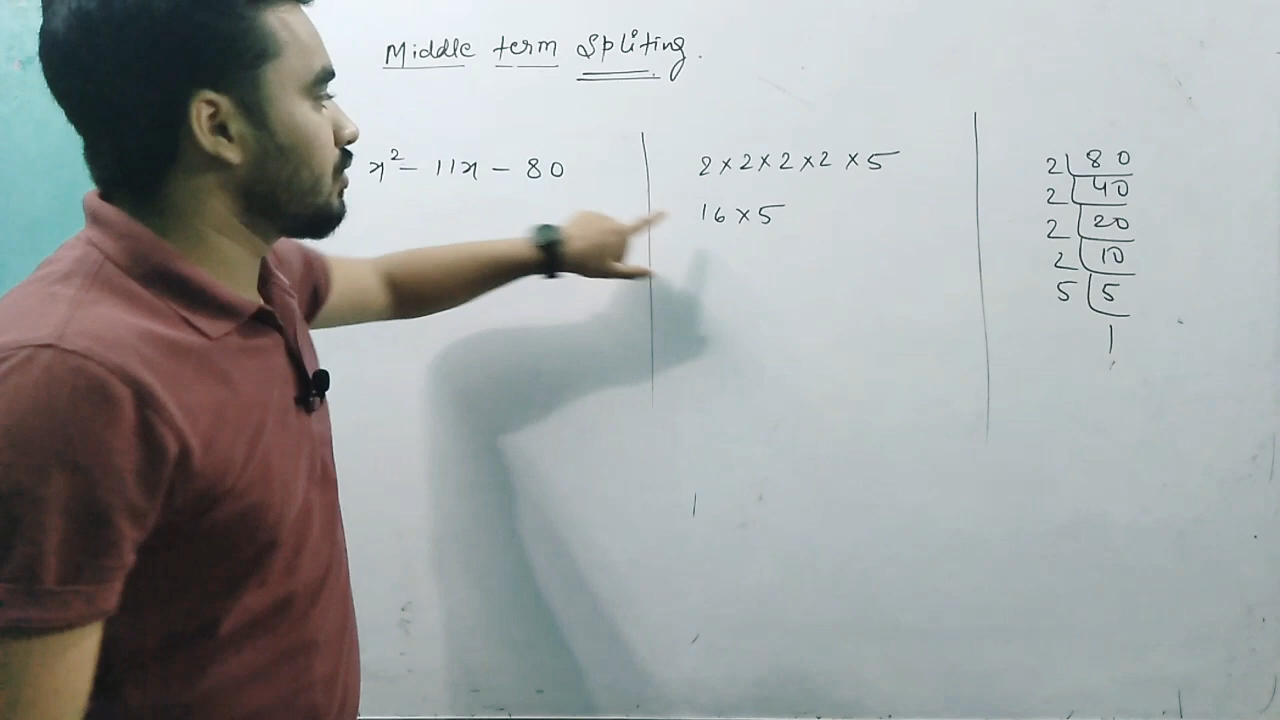 Middle term Spliting.
x² - 11x - 80
2 × 2 × 2 × 2 × 5
16 × 5
2 80
2 40
2 20
2 10
5 5
1